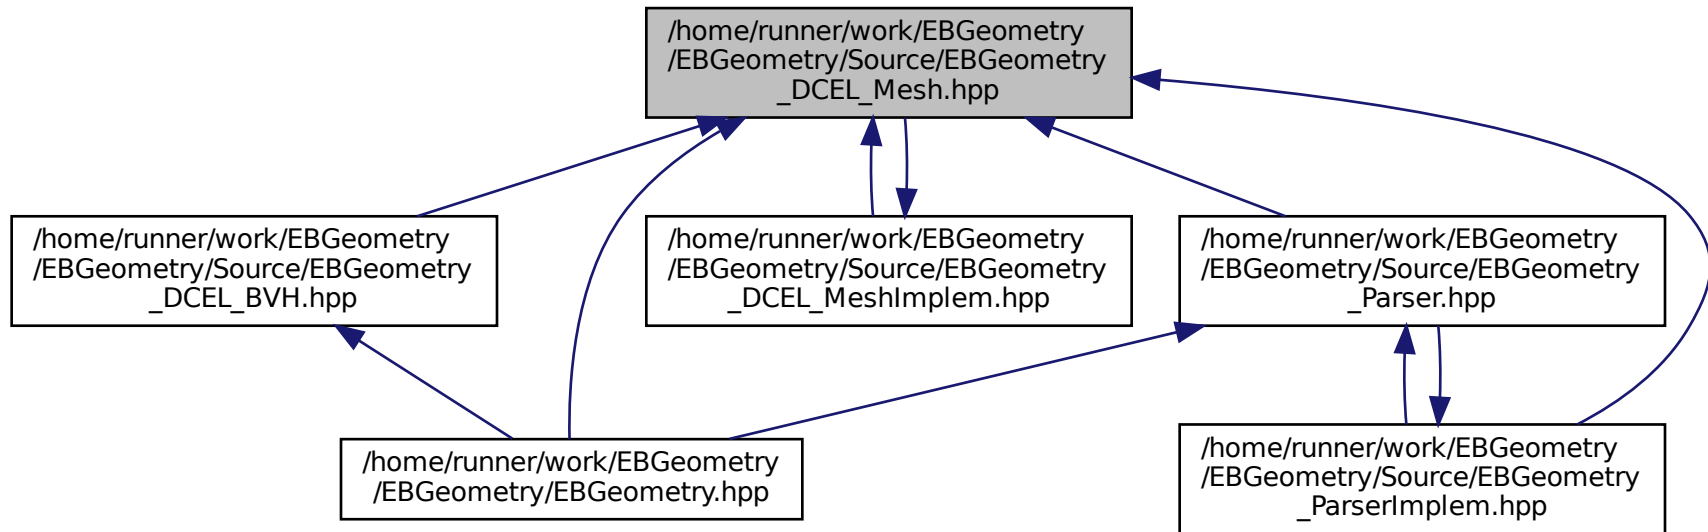 /home/runner/work/EBGeometry
/EBGeometry/Source/EBGeometry
_DCEL_Mesh.hpp
/home/runner/work/EBGeometry
/EBGeometry/Source/EBGeometry
_DCEL_BVH.hpp
/home/runner/work/EBGeometry
/EBGeometry/Source/EBGeometry
_DCEL_MeshImplem.hpp
/home/runner/work/EBGeometry
/EBGeometry/Source/EBGeometry
_Parser.hpp
/home/runner/work/EBGeometry
/EBGeometry/EBGeometry.hpp
/home/runner/work/EBGeometry
/EBGeometry/Source/EBGeometry
_ParserImplem.hpp